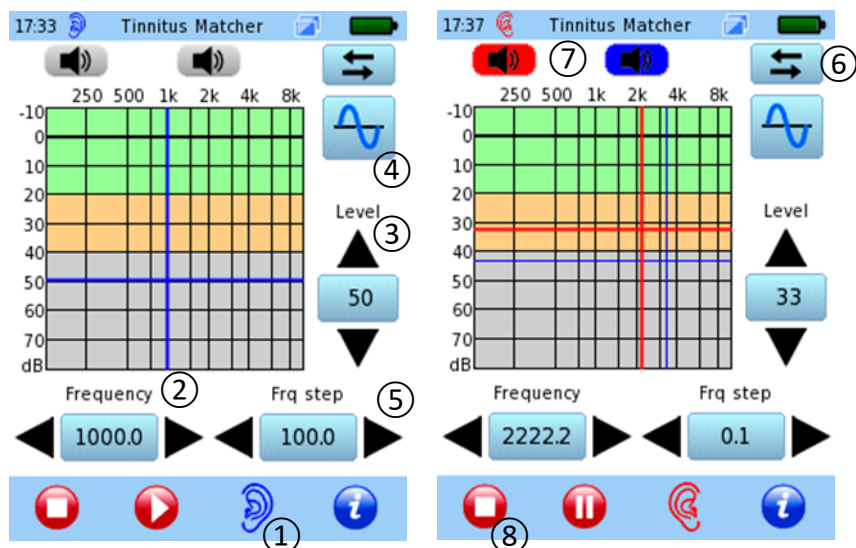 17:33 Tinnitus Matcher
250 500 1k 2k 4k 8k
-10
0
10
20
30
40
50
60
70
dB
④
Level
③
50
Frequency ②
Frq step
⑤
1000.0
100.0
①
i
17:37 Tinnitus Matcher
⑦
⑥
250 500 1k 2k 4k 8k
-10
0
10
20
30
40
50
60
70
dB
Level
33
Frequency
Frq step
2222.2
0.1
⑧
i